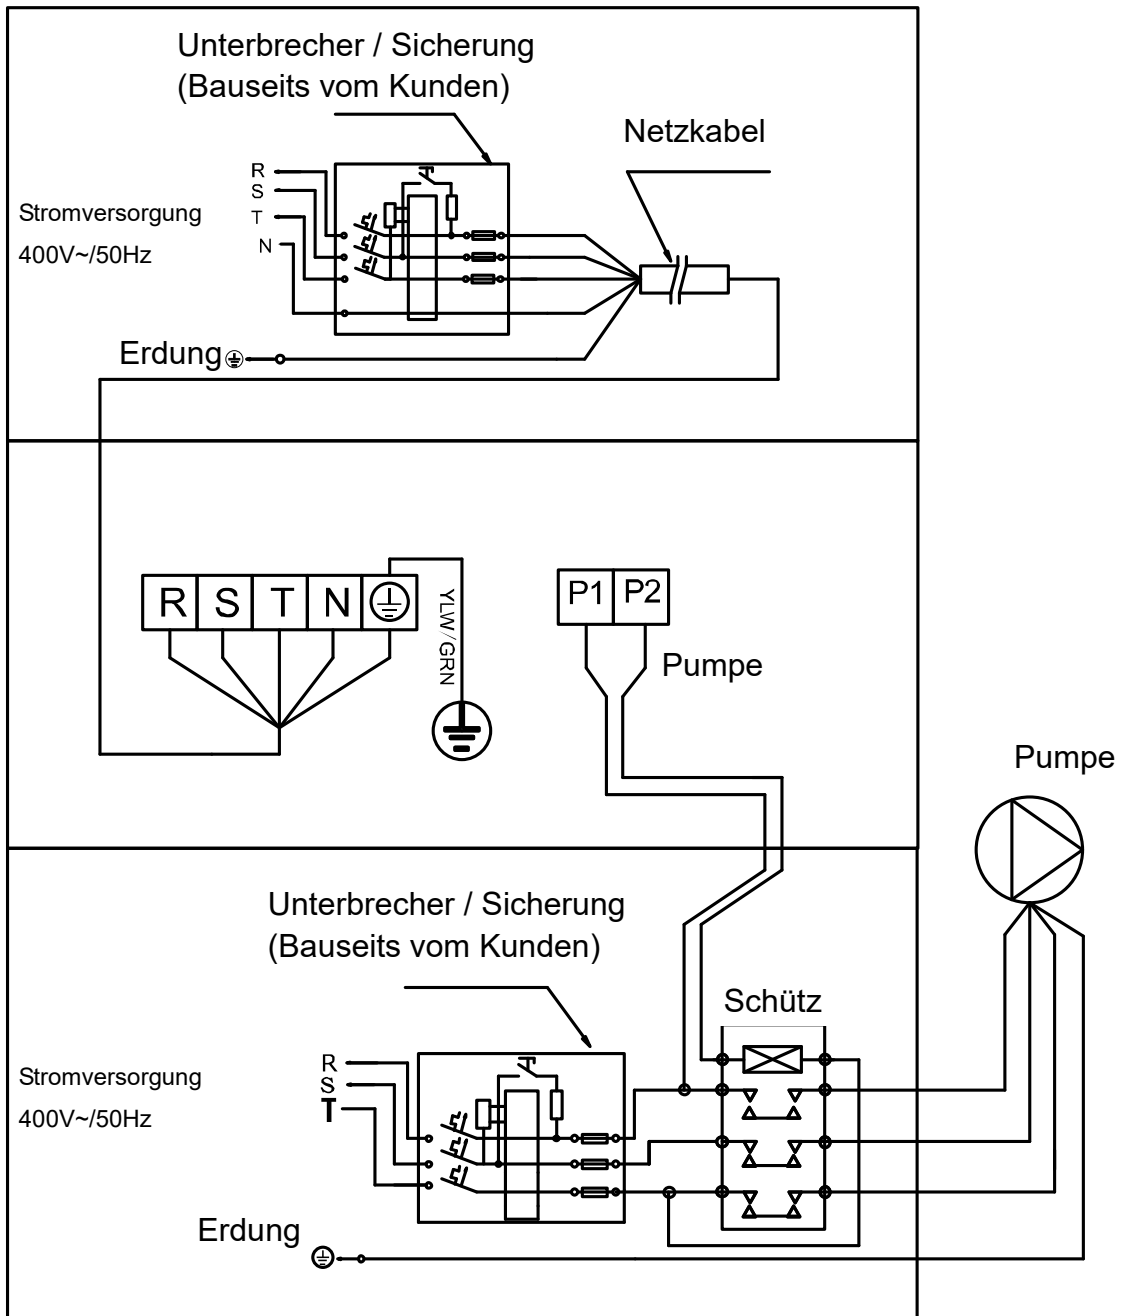 Unterbrecher / Sicherung
(Bauseits vom Kunden)
Netzkabel
R
S
T
N
Stromversorgung
400V~/50Hz
Erdung
R S T N
YLW/GRN
P1 P2
Pumpe
Pumpe
Unterbrecher / Sicherung
(Bauseits vom Kunden)
Schütz
R
S
T
Stromversorgung
400V~/50Hz
Erdung